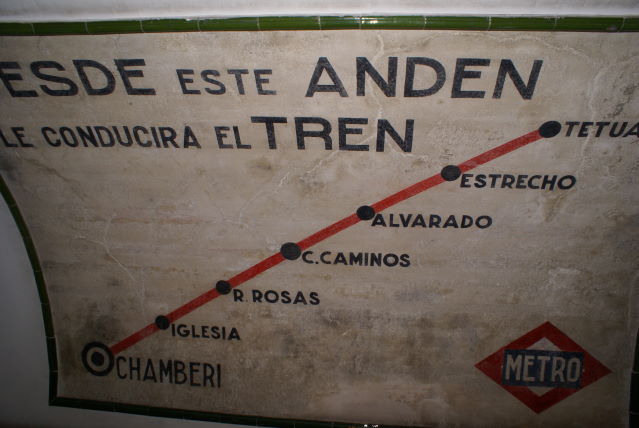 ESDE ESTE ANDEN
LE CONDUCIRA EL TREN
TETUA
ESTRECHO
ALVARADO
C. CAMINOS
R. ROSAS
IGLESIA
CHAMBERI
METRO